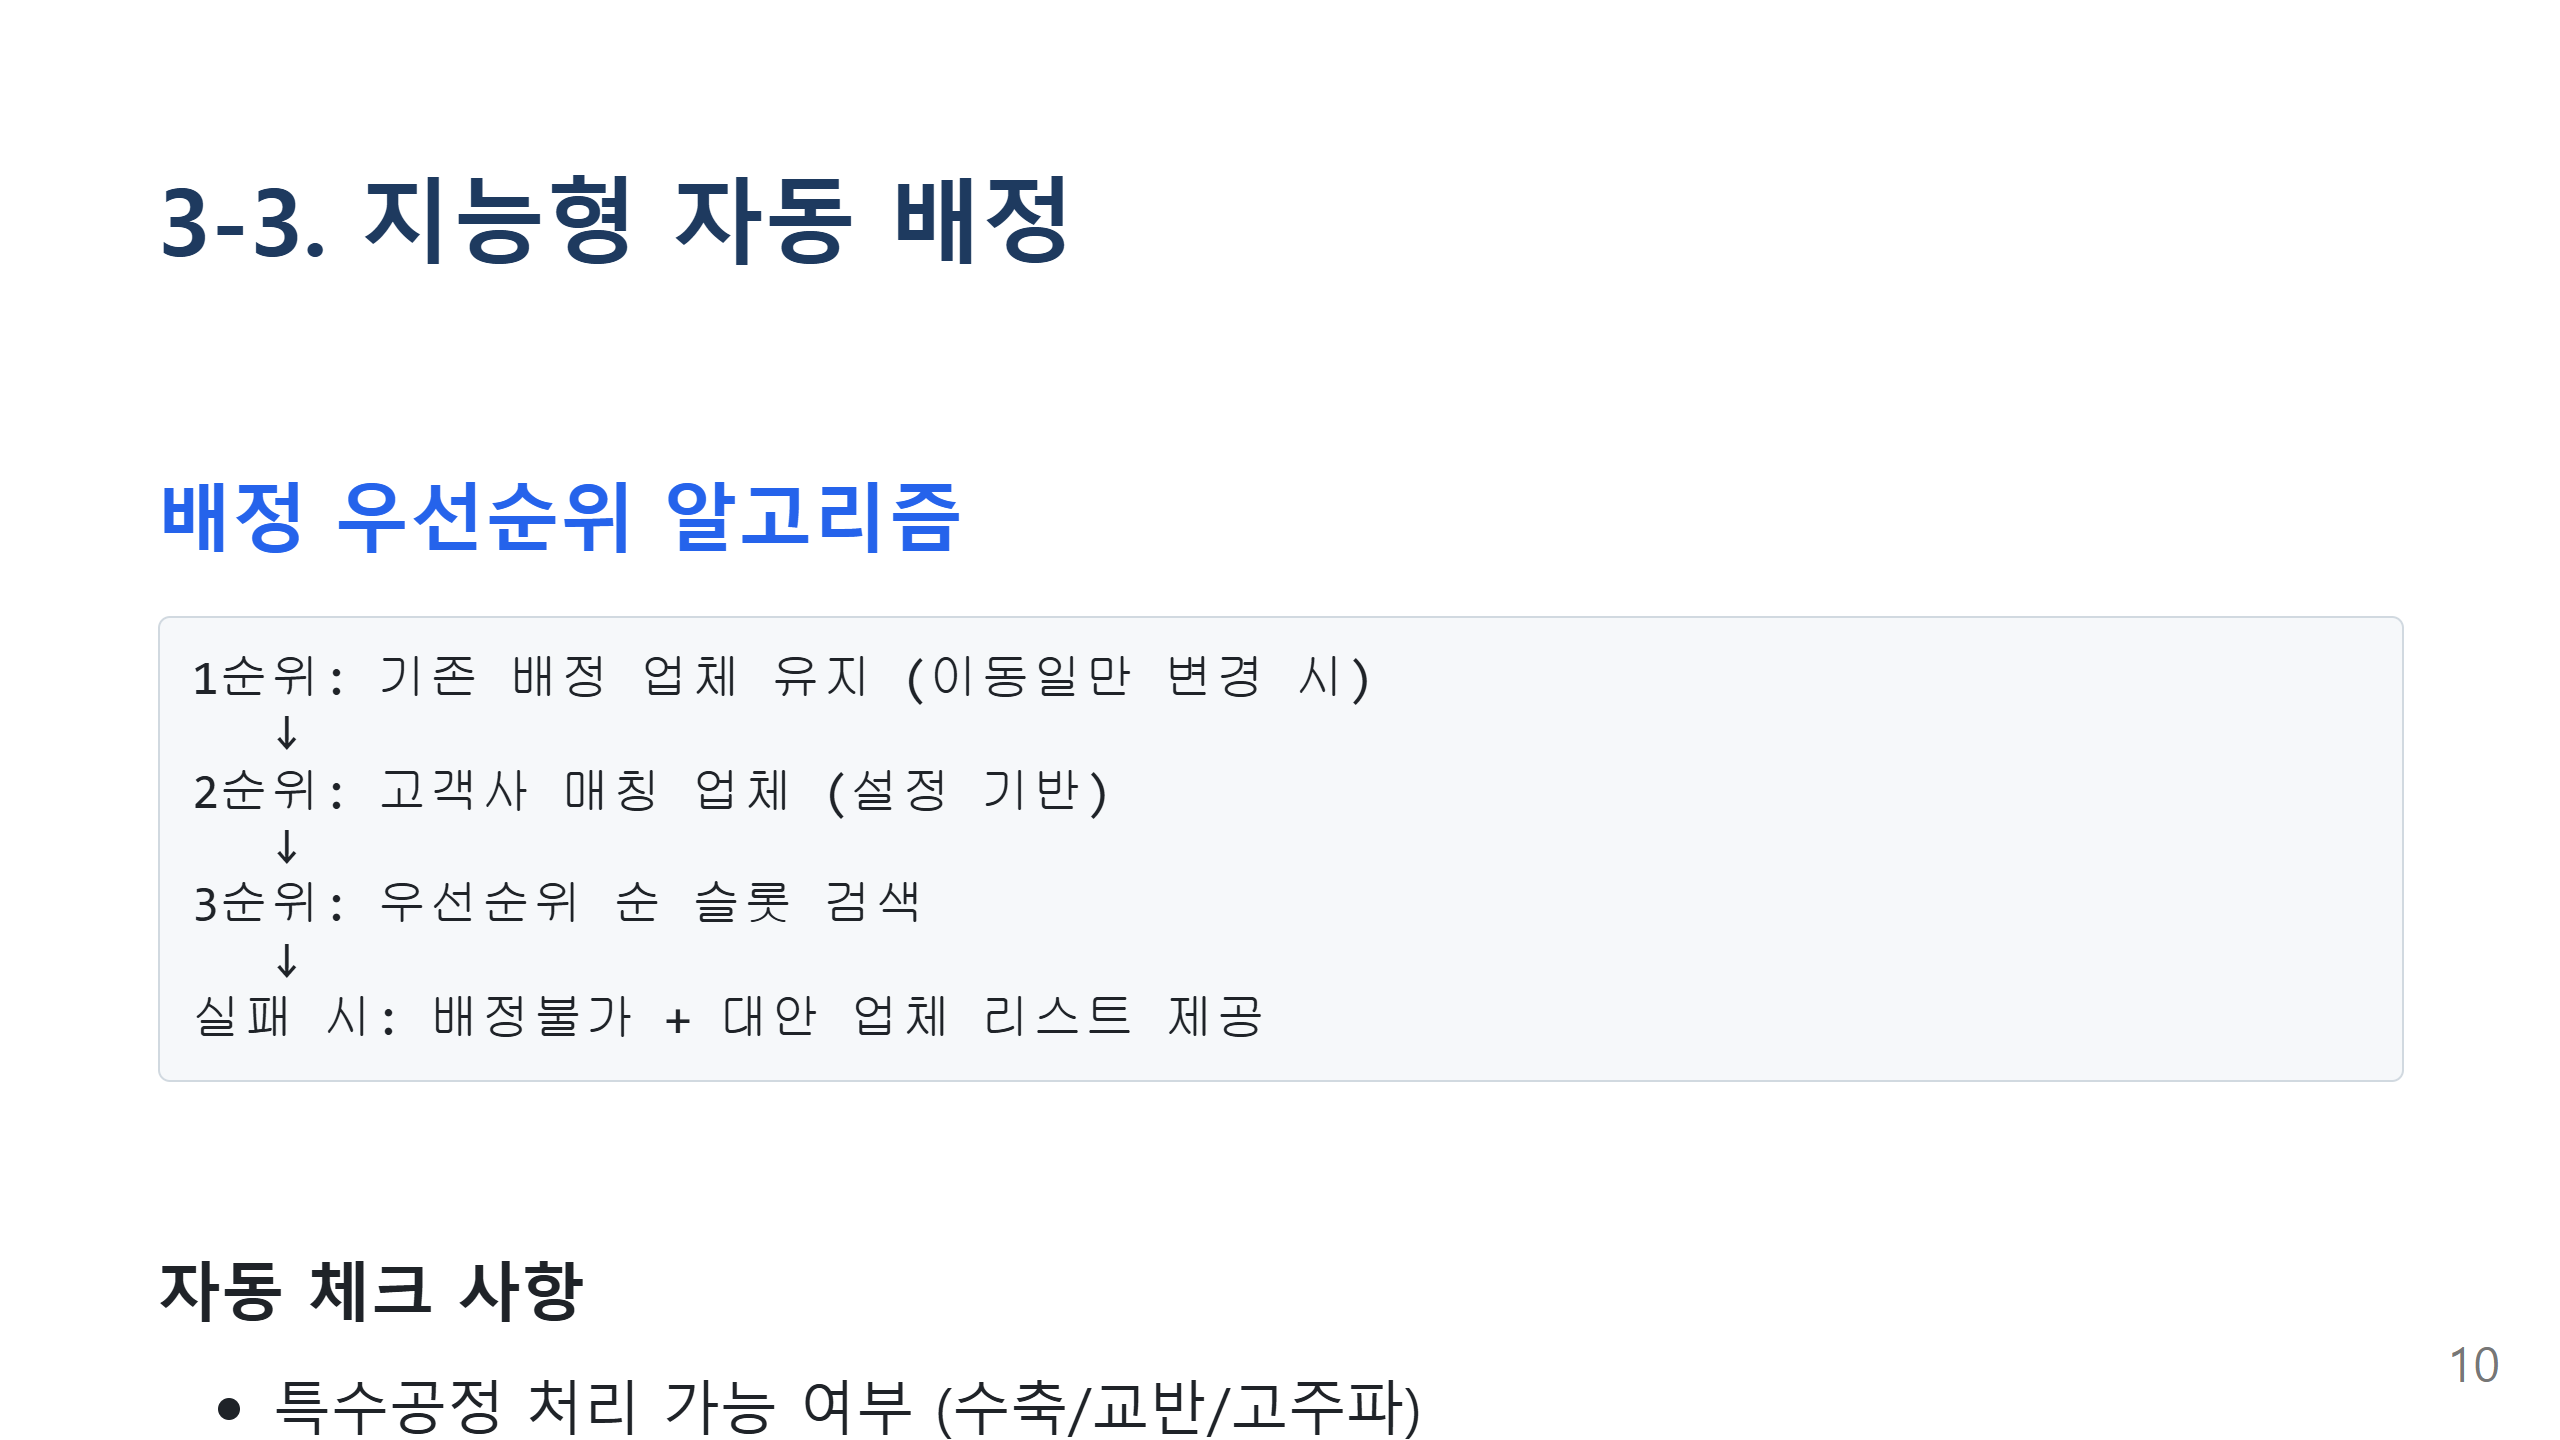 3-3. 지능형 자동 배정
배정 우선순위 알고리즘
1순위: 기존 배정 업체 유지 (이동일만 변경 시)
↓
2순위: 고객사 매칭 업체 (설정 기반)
↓
3순위: 우선순위 순 슬롯 검색
↓
실패 시: 배정불가 + 대안 업체 리스트 제공
자동 체크 사항
• 특수공정 처리 가능 여부 (수축/교반/고주파)
10